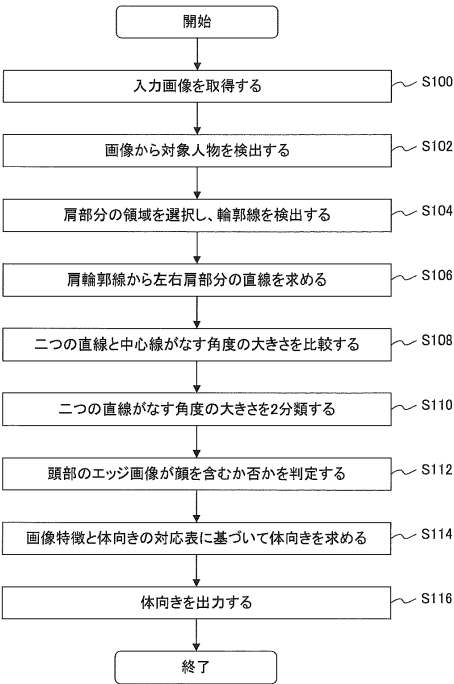 開始
入力画像を取得する S100
画像から対象人物を検出する S102
肩部分の領域を選択し、輪郭線を検出する S104
肩輪郭線から左右肩部分の直線を求める S106
二つの直線と中心線がなす角度の大きさを比較する S108
二つの直線がなす角度の大きさを2分類する S110
頭部のエッジ画像が顔を含むか否かを判定する S112
画像特徴と体向きの対応表に基づいて体向きを求める S114
体向きを出力する S116
終了